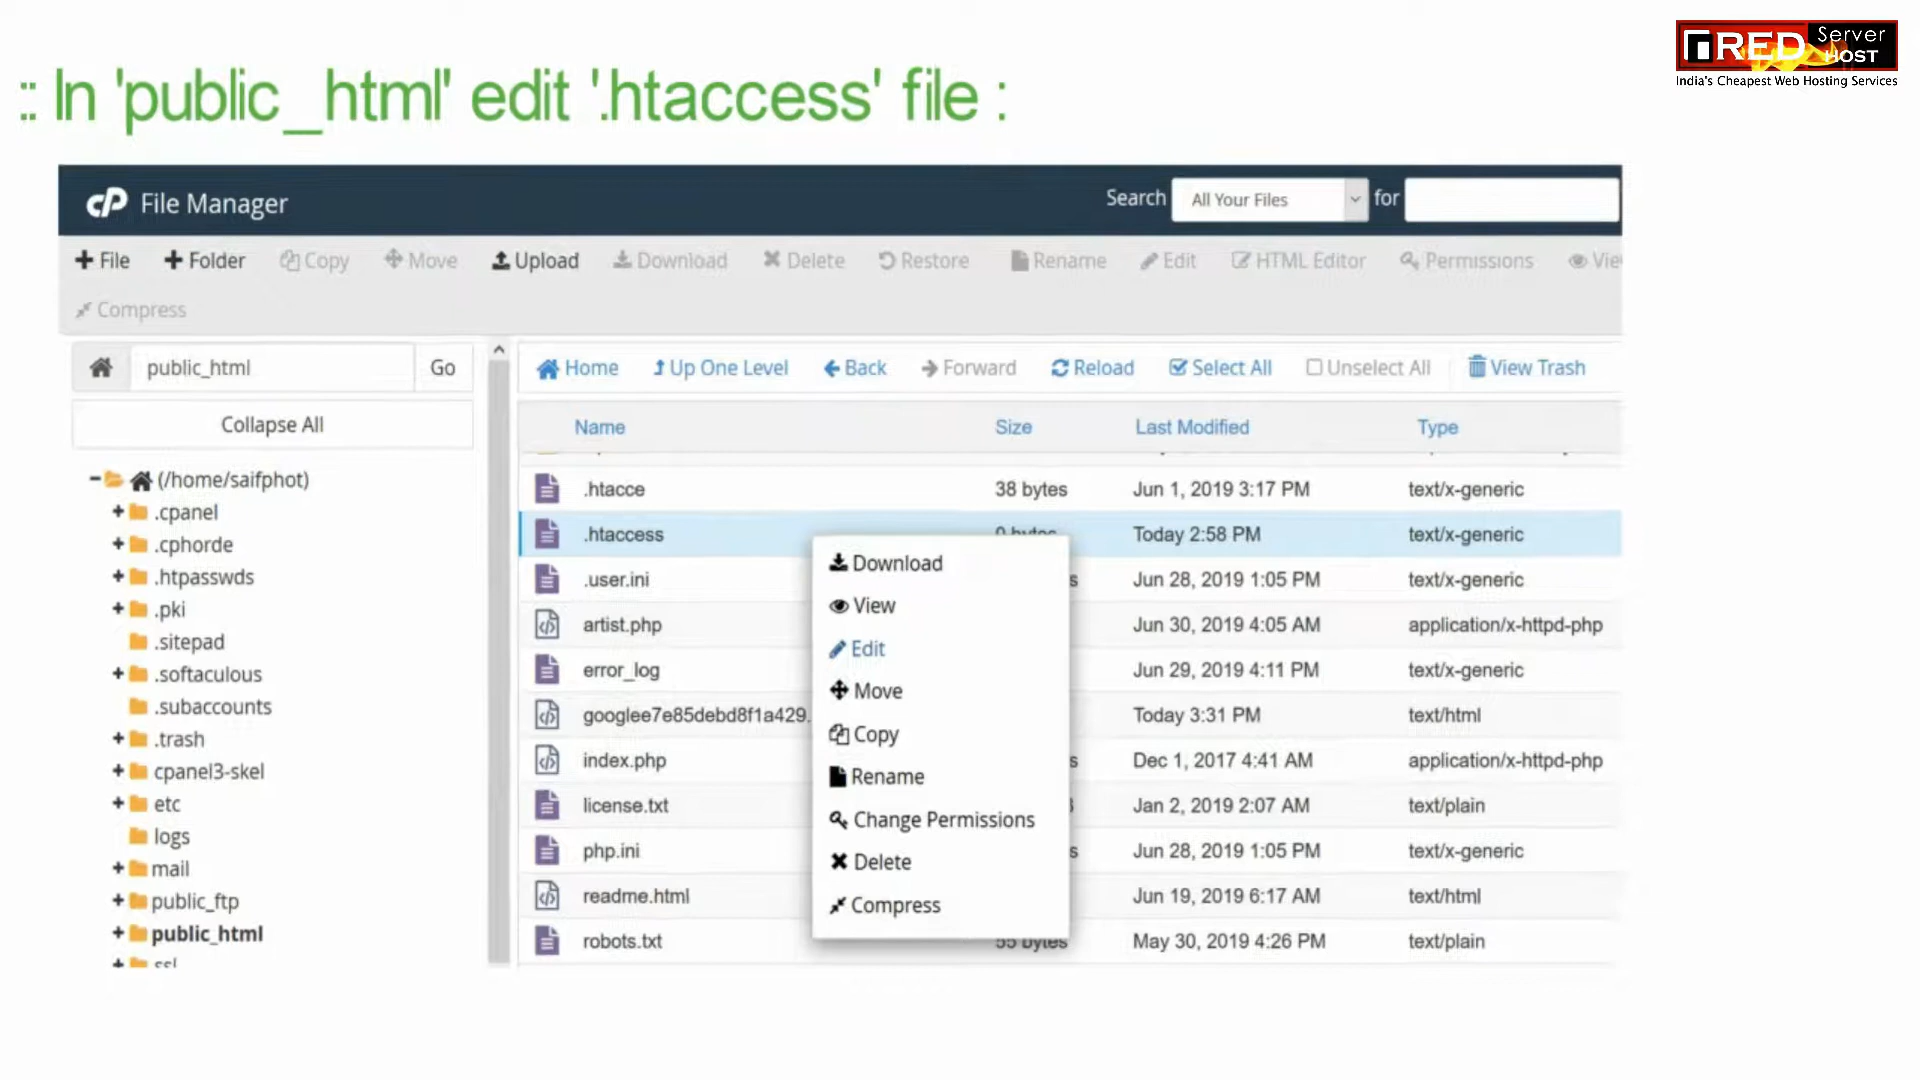 RED Server HOST
India's Cheapest Web Hosting Services
:: In 'public_html' edit '.htaccess' file :
cP File Manager
Search All Your Files for
File Folder Copy Move Upload Download Delete Restore Rename Edit HTML Editor Permissions
Compress
public_html Go
Collapse All
(/home/saifphot)
.cpanel
.cphorde
.htpasswds
.pki
.sitepad
.softaculous
.subaccounts
.trash
cpanel3-skel
etc
logs
mail
public_ftp
public_html
Home Up One Level Back Forward Reload Select All Unselect All View Trash
Name Size Last Modified Type
.htacce 38 bytes Jun 1, 2019 3:17 PM text/x-generic
.htaccess 0 bytes Today 2:58 PM text/x-generic
.user.ini s Jun 28, 2019 1:05 PM text/x-generic
artist.php Jun 30, 2019 4:05 AM application/x-httpd-php
error_log Jun 29, 2019 4:11 PM text/x-generic
googlee7e85debd8f1a429. Today 3:31 PM text/html
index.php s Dec 1, 2017 4:41 AM application/x-httpd-php
license.txt Jan 2, 2019 2:07 AM text/plain
php.ini s Jun 28, 2019 1:05 PM text/x-generic
readme.html Jun 19, 2019 6:17 AM text/html
robots.txt 55 bytes May 30, 2019 4:26 PM text/plain
Download
View
Edit
Move
Copy
Rename
Change Permissions
Delete
Compress